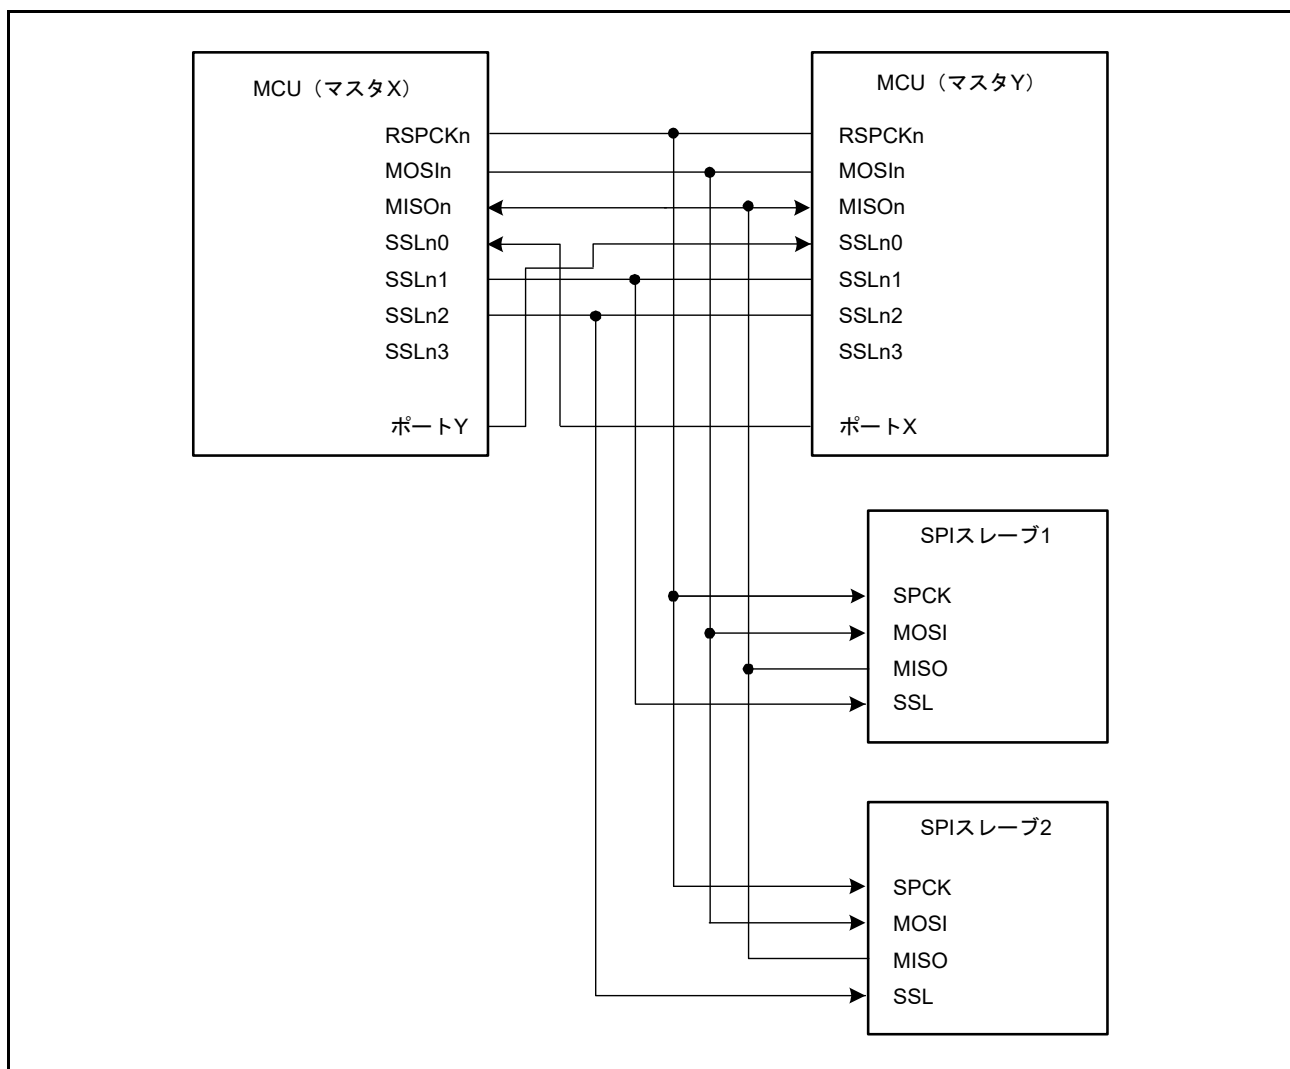 MCU（マスタX）
RSPCKn
MOSIn
MISOn
SSLn0
SSLn1
SSLn2
SSLn3
ポートY
MCU（マスタY）
RSPCKn
MOSIn
MISOn
SSLn0
SSLn1
SSLn2
SSLn3
ポートX
SPIスレーブ1
SPCK
MOSI
MISO
SSL
SPIスレーブ2
SPCK
MOSI
MISO
SSL